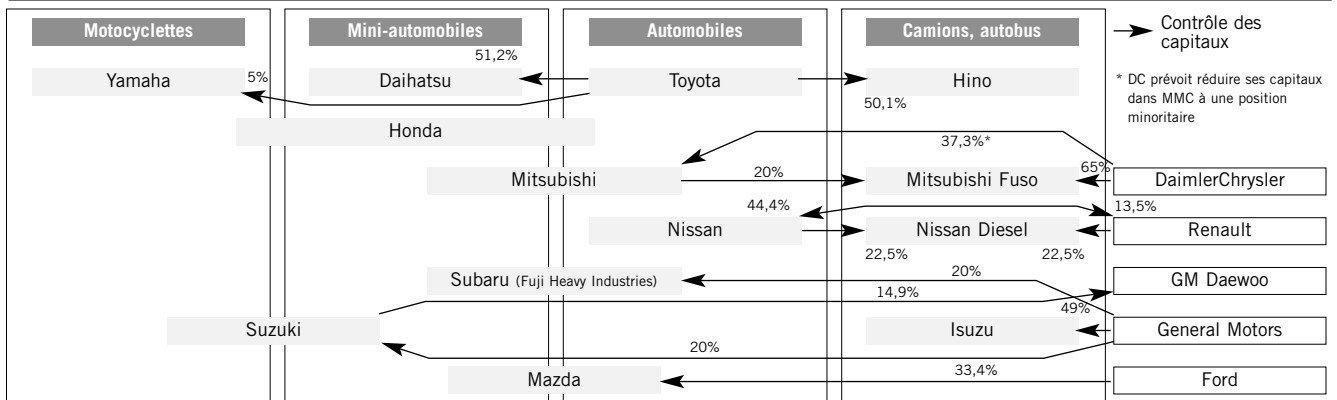 Motocyclettes
Mini-automobiles
Automobiles
Camions, autobus
Contrôle des
capitaux
51,2%
Yamaha
5%
Daihatsu
Toyota
Hino
* DC prévoit réduire ses capitaux
dans MMC à une position
minoritaire
50,1%
Honda
37,3%*
Mitsubishi
20%
Mitsubishi Fuso
65%
DaimlerChrysler
44,4%
13,5%
Nissan
Nissan Diesel
Renault
22,5%
22,5%
Subaru (Fuji Heavy Industries)
20%
GM Daewoo
14,9%
49%
Suzuki
Isuzu
General Motors
20%
33,4%
Mazda
Ford